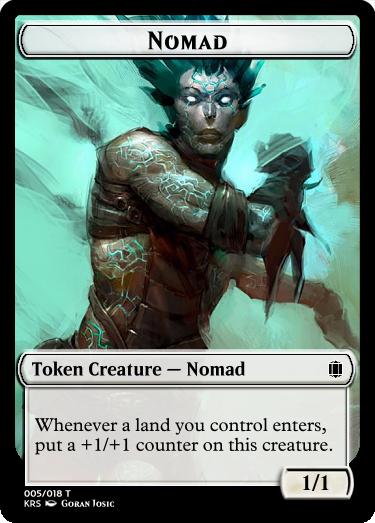 Nomad
Token Creature — Nomad
Whenever a land you control enters,
put a +1/+1 counter on this creature.
1/1
005/018 T
KRS Goran Josic